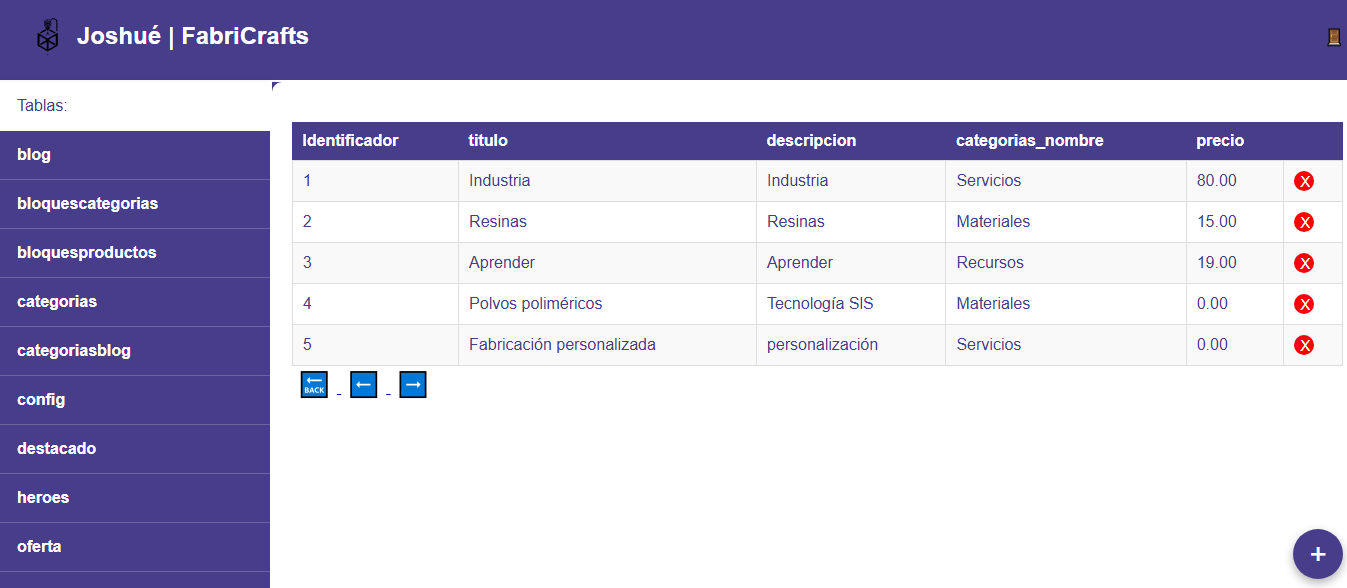 Joshué | FabriCrafts
Tablas:
blog
bloquescategorias
bloquesproductos
categorias
categoriasblog
config
destacado
heroes
oferta
Identificador titulo descripcion categorias_nombre precio
1 Industria Industria Servicios 80.00 X
2 Resinas Resinas Materiales 15.00 X
3 Aprender Aprender Recursos 19.00 X
4 Polvos poliméricos Tecnología SIS Materiales 0.00 X
5 Fabricación personalizada personalización Servicios 0.00 X
BACK
+